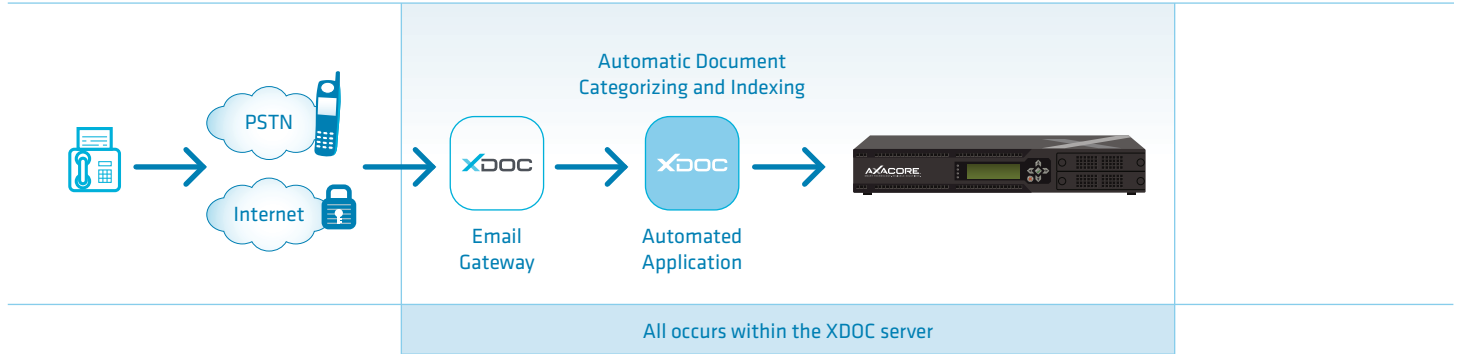 Automatic Document
Categorizing and Indexing
PSTN
Internet
XDOC
XDOC
AXACORE
Email
Gateway
Automated
Application
All occurs within the XDOC server